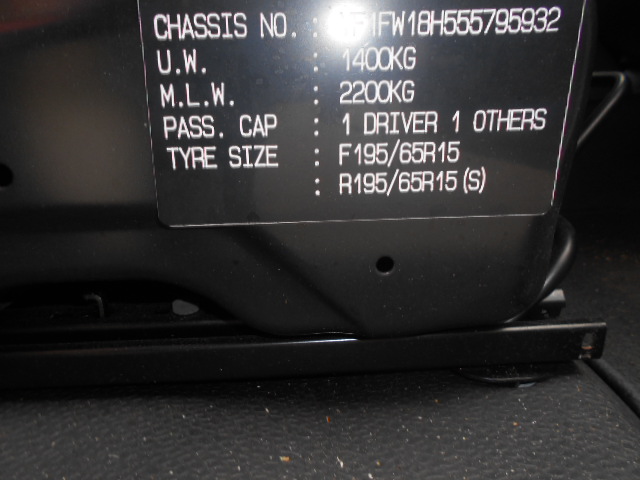 CHASSIS NO. :
U.W. : 1400KG
M.L.W. : 2200KG
PASS. CAP : 1 DRIVER 1 OTHERS
TYRE SIZE : F195/65R15
: R195/65R15 (S)